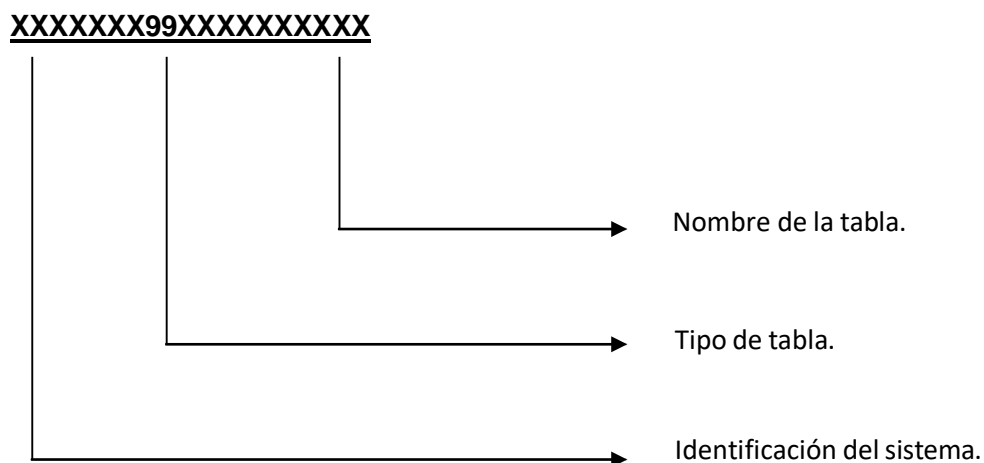 XXXXXXX99XXXXXXXXXX
Nombre de la tabla.
Tipo de tabla.
Identificación del sistema.